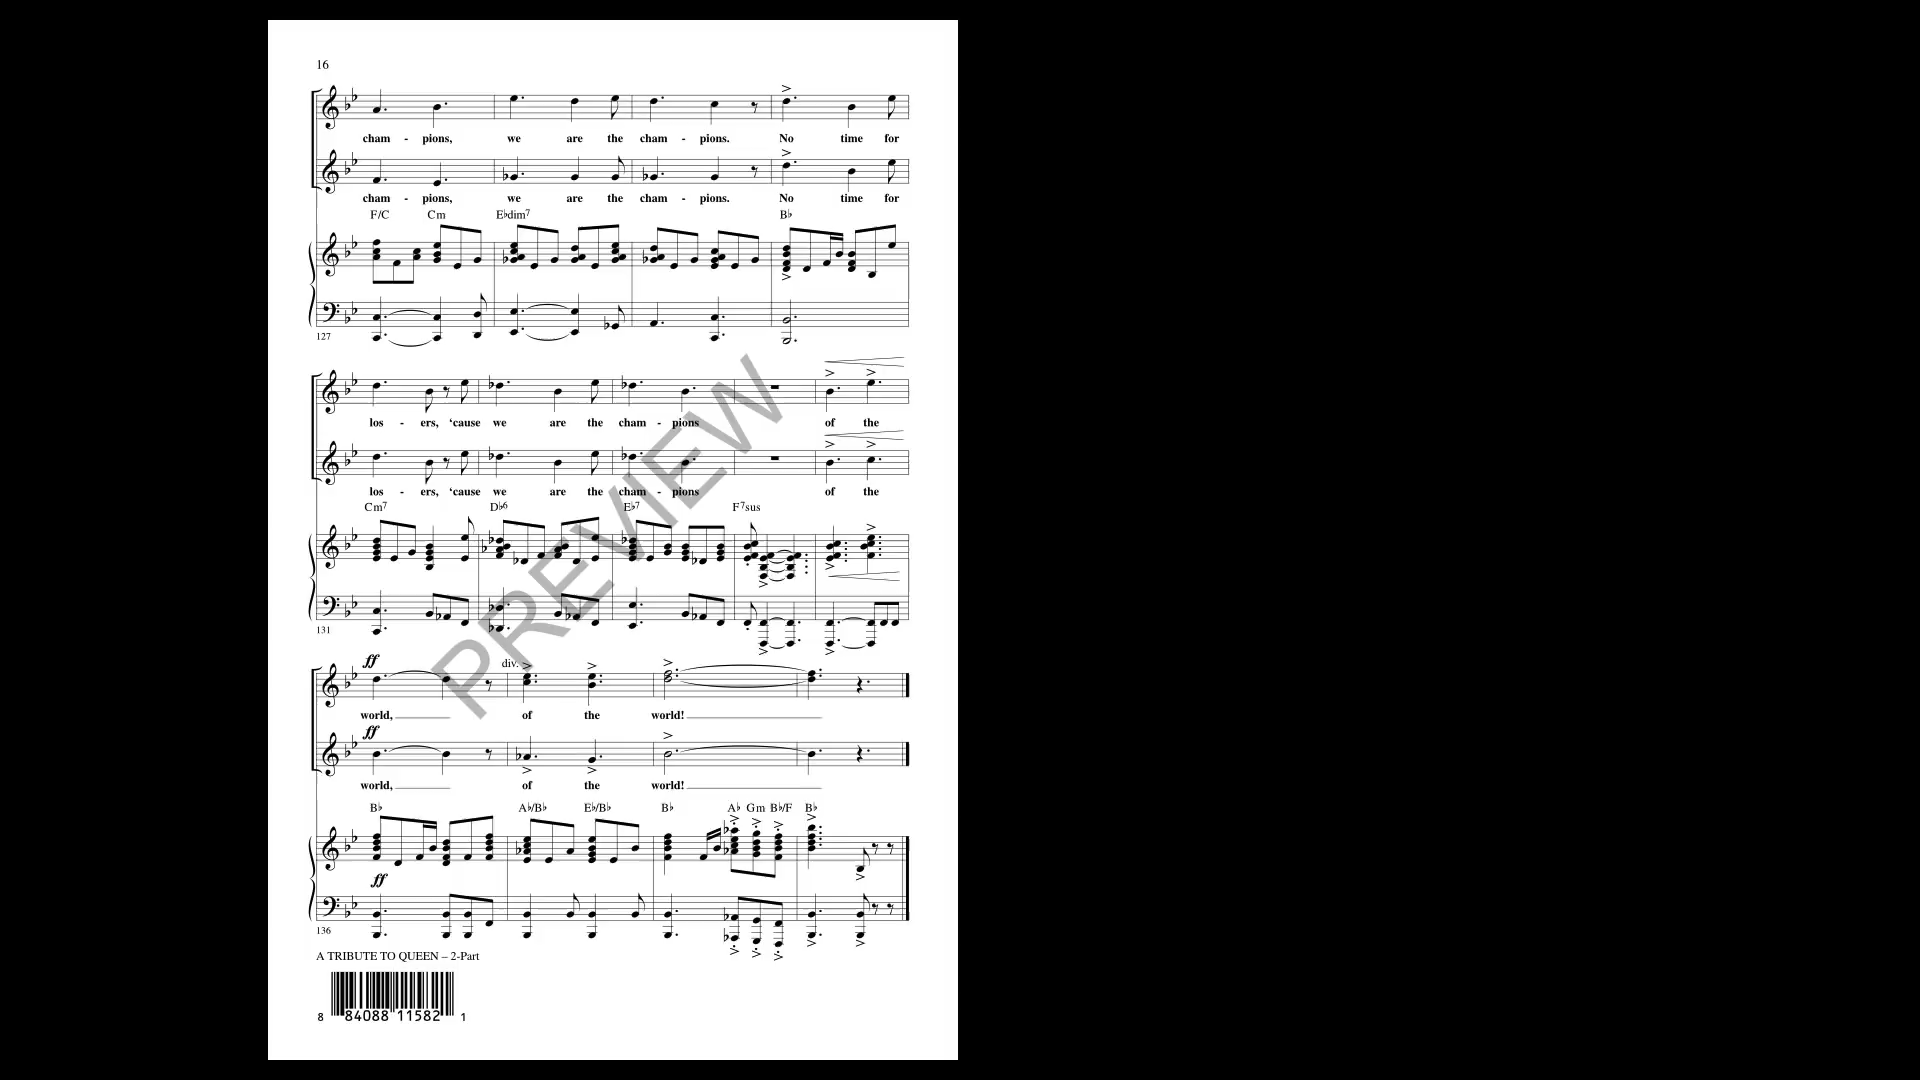 16
cham - pions, we are the cham - pions. No time for
cham - pions, we are the cham - pions. No time for
F/C Cm E♭dim7 B♭
127
los - ers, ‘cause we are the cham - pions of the
los - ers, ‘cause we are the cham - pions of the
Cm7 D♭6 E♭7 F7sus
131
PREVIEW
ff
div.
world, of the world!
ff
world, of the world!
B♭ A♭/B♭ E♭/B♭ B♭ A♭ Gm B♭/F B♭
ff
136
A TRIBUTE TO QUEEN – 2-Part
8 84088 11582 1